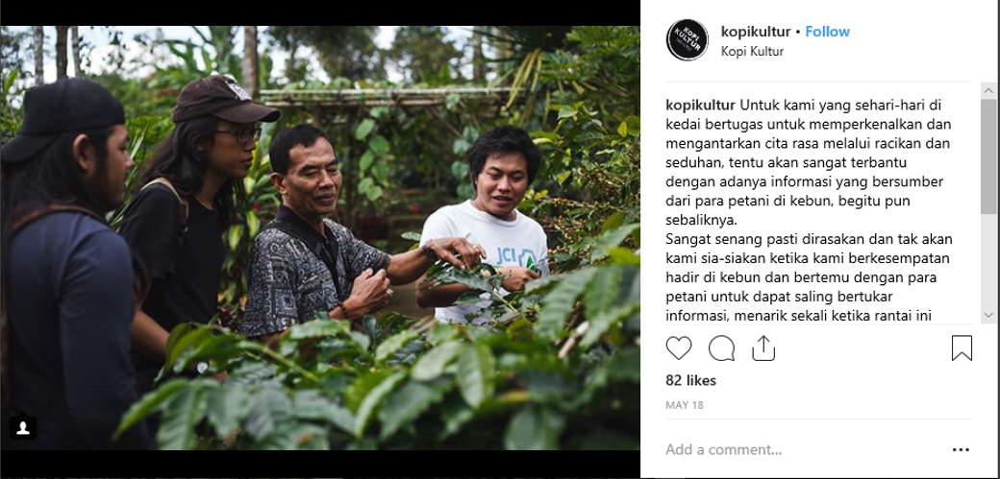 JCI
KOPI
KULTUR
kopikultur • Follow
Kopi Kultur
kopikultur Untuk kami yang sehari-hari di
kedai bertugas untuk memperkenalkan dan
mengantarkan cita rasa melalui racikan dan
seduhan, tentu akan sangat terbantu
dengan adanya informasi yang bersumber
dari para petani di kebun, begitu pun
sebaliknya.
Sangat senang pasti dirasakan dan tak akan
kami sia-siakan ketika kami berkesempatan
hadir di kebun dan bertemu dengan para
petani untuk dapat saling bertukar
informasi, menarik sekali ketika rantai ini
82 likes
MAY 18
Add a comment...